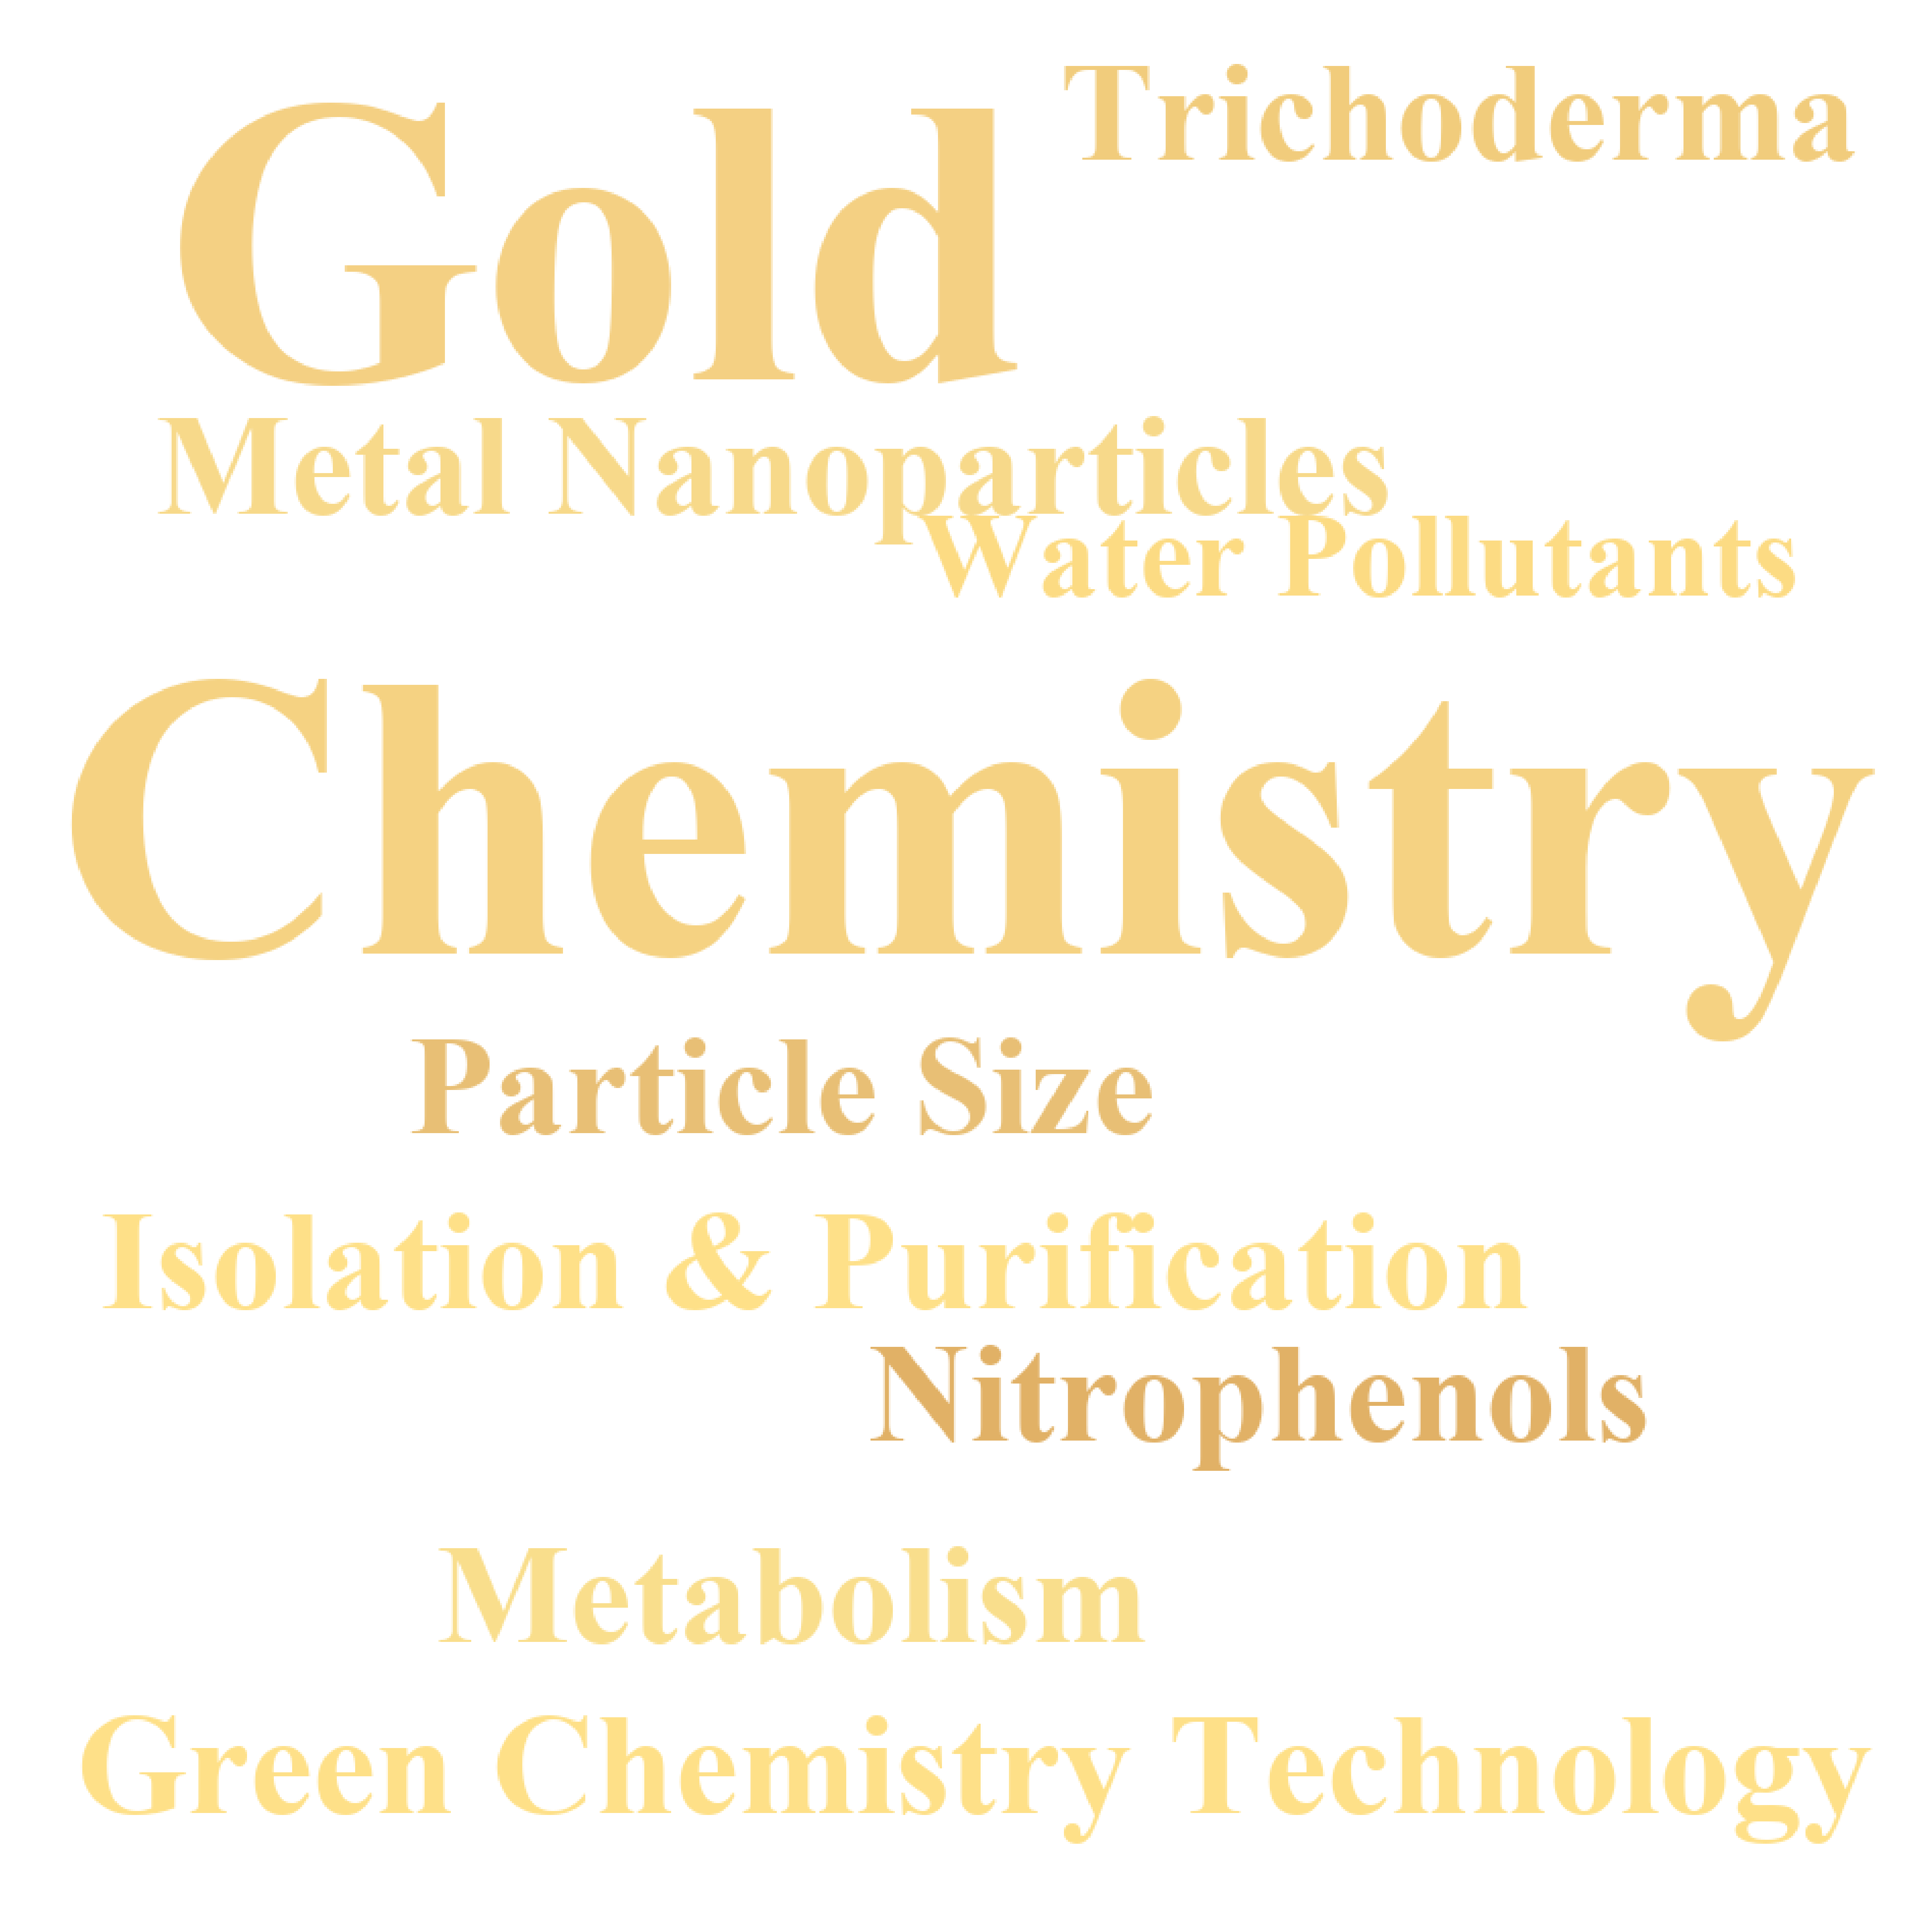 Trichoderma
Gold
Metal Nanoparticles
Water Pollutants
Chemistry
Particle Size
Isolation & Purification
Nitrophenols
Metabolism
Green Chemistry Technology